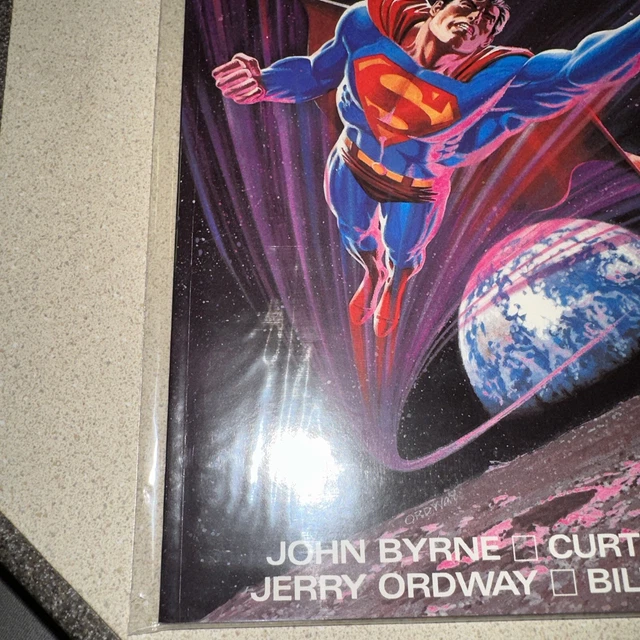 S
JOHN BYRNE □ CURT
JERRY ORDWAY □ BIL